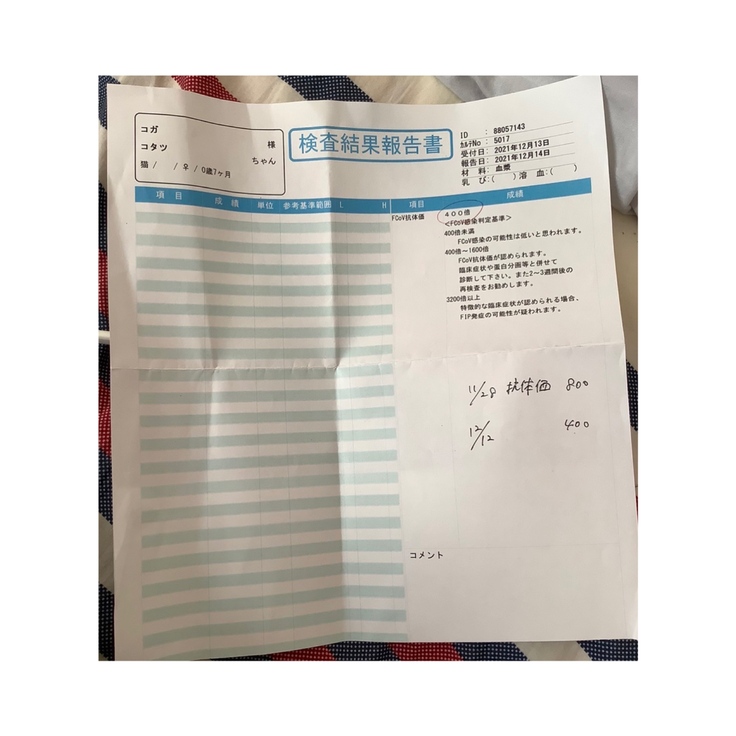 コガ
コタツ 様
猫 / / ♀ / 0歳7ヶ月 ちゃん
検査結果報告書
ID : 88057143
ｶﾙﾃNo : 5017
受付日: 2021年12月13日
報告日: 2021年12月14日
材 料: 血漿
乳 び:( ) 溶 血:( )
項 目 成 績 単位 参考基準範囲 L H 項目 成績
FCoV抗体価 400倍
<FCoV感染判定基準>
400倍未満
FCoV感染の可能性は低いと思われます。
400倍～1600倍
FCoV抗体価が認められます。
臨床症状や蛋白分画等と併せて
診断して下さい。また2～3週間後の
再検査をお勧めします。
3200倍以上
特徴的な臨床症状が認められる場合、
FIP発症の可能性が疑われます。
11/28 抗体価 800
12/12 400
コメント